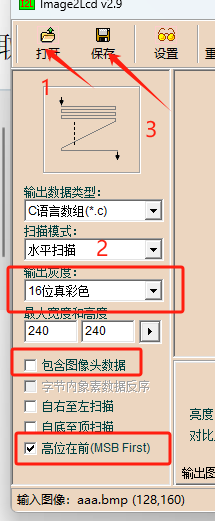 Image2Lcd v2.9
打开
保存
设置
重
1
3
输出数据类型:
C语言数组(*.c)
扫描模式:
水平扫描
2
输出灰度:
16位真彩色
最大宽度和高度
240
240
包含图像头数据
字节内象素数据反序
自右至左扫描
自底至顶扫描
高位在前(MSB First)
亮度
对比
输出图
输入图像: aaa.bmp (128,160)